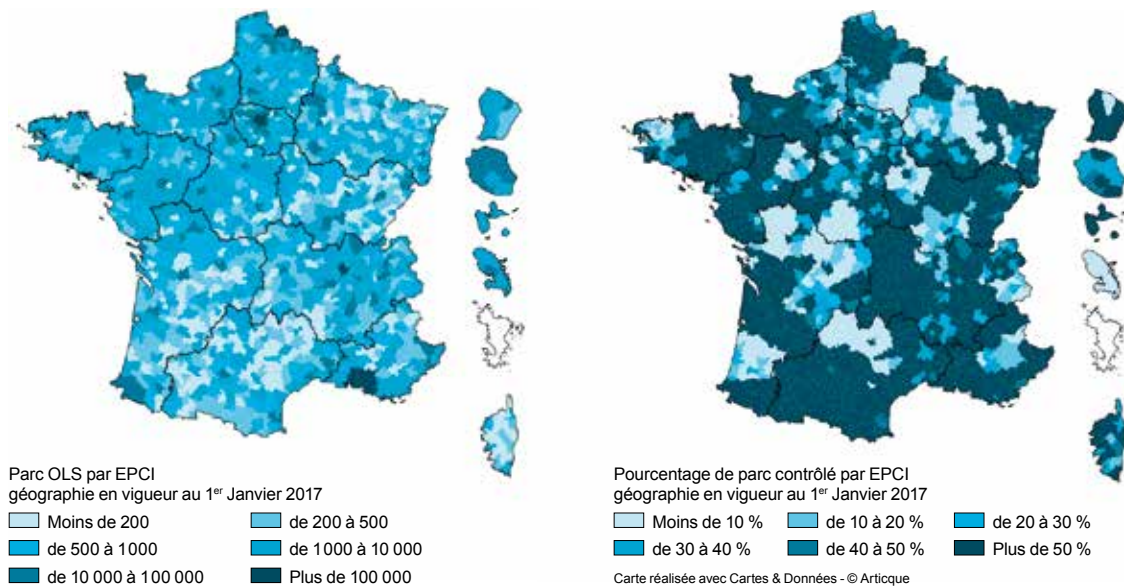 Parc OLS par EPCI
géographie en vigueur au 1er Janvier 2017
Moins de 200
de 200 à 500
de 500 à 1000
de 1000 à 10 000
de 10 000 à 100 000
Plus de 100 000
Pourcentage de parc contrôlé par EPCI
géographie en vigueur au 1er Janvier 2017
Moins de 10 %
de 10 à 20 %
de 20 à 30 %
de 30 à 40 %
de 40 à 50 %
Plus de 50 %
Carte réalisée avec Cartes & Données - © Articque